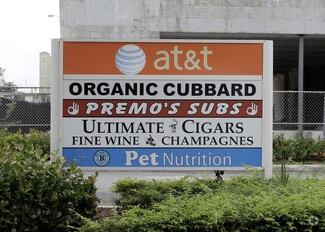 at&t
ORGANIC CUBBARD
PREMO'S SUBS
ULTIMATE CIGARS
FINE WINE & CHAMPAGNES
Pet Nutrition